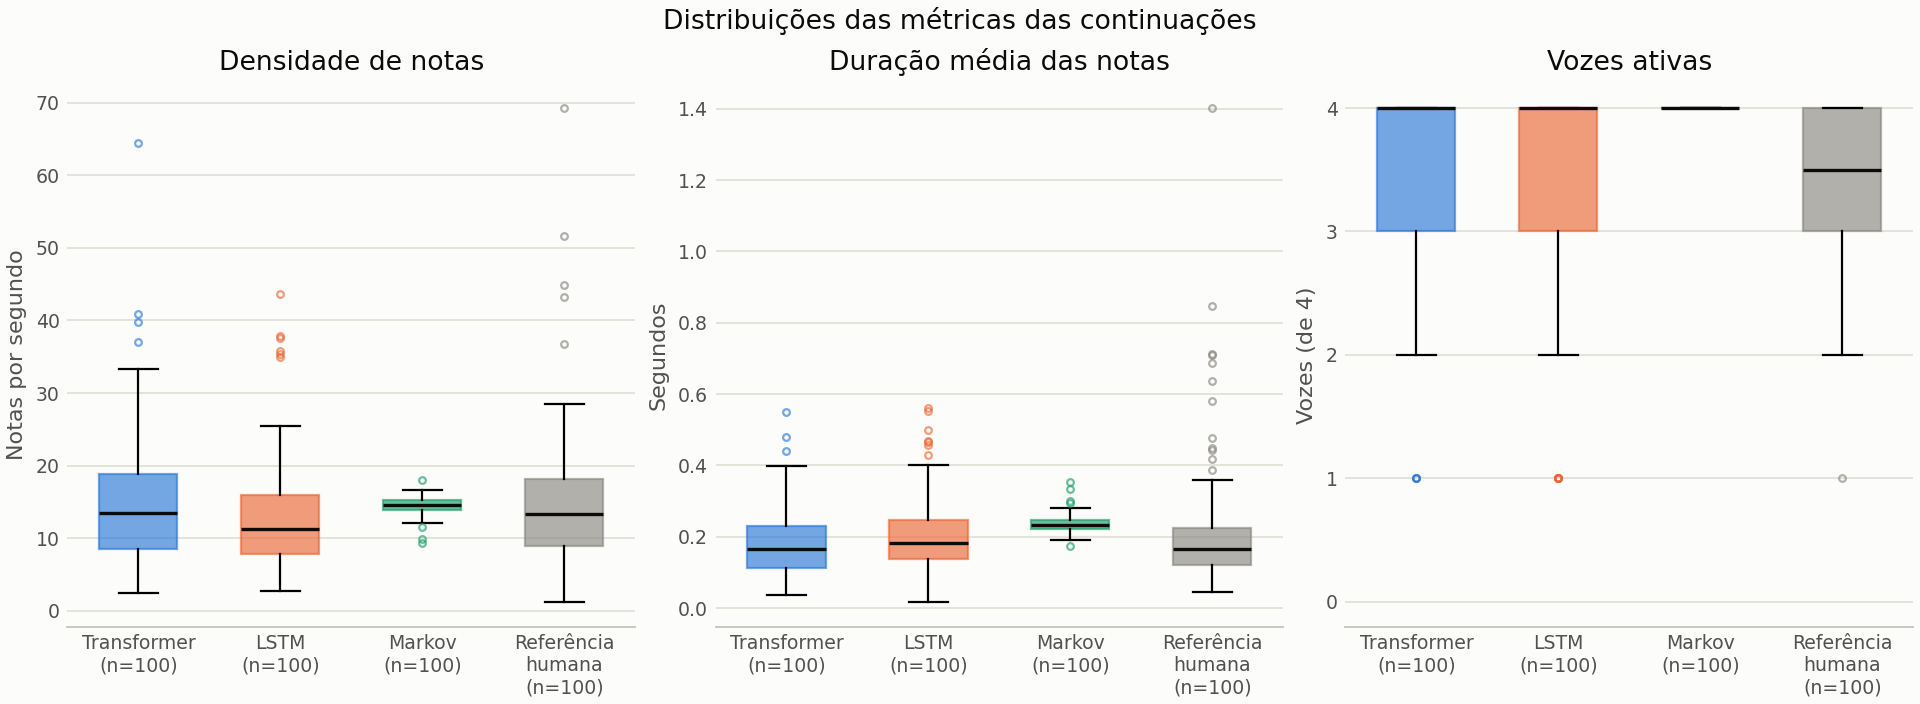 Distribuições das métricas das continuações
Densidade de notas
Notas por segundo
70
60
50
40
30
20
10
0
Transformer
(n=100)
LSTM
(n=100)
Markov
(n=100)
Referência
humana
(n=100)
Duração média das notas
Segundos
1.4
1.2
1.0
0.8
0.6
0.4
0.2
0.0
Transformer
(n=100)
LSTM
(n=100)
Markov
(n=100)
Referência
humana
(n=100)
Vozes ativas
Vozes (de 4)
4
3
2
1
0
Transformer
(n=100)
LSTM
(n=100)
Markov
(n=100)
Referência
humana
(n=100)